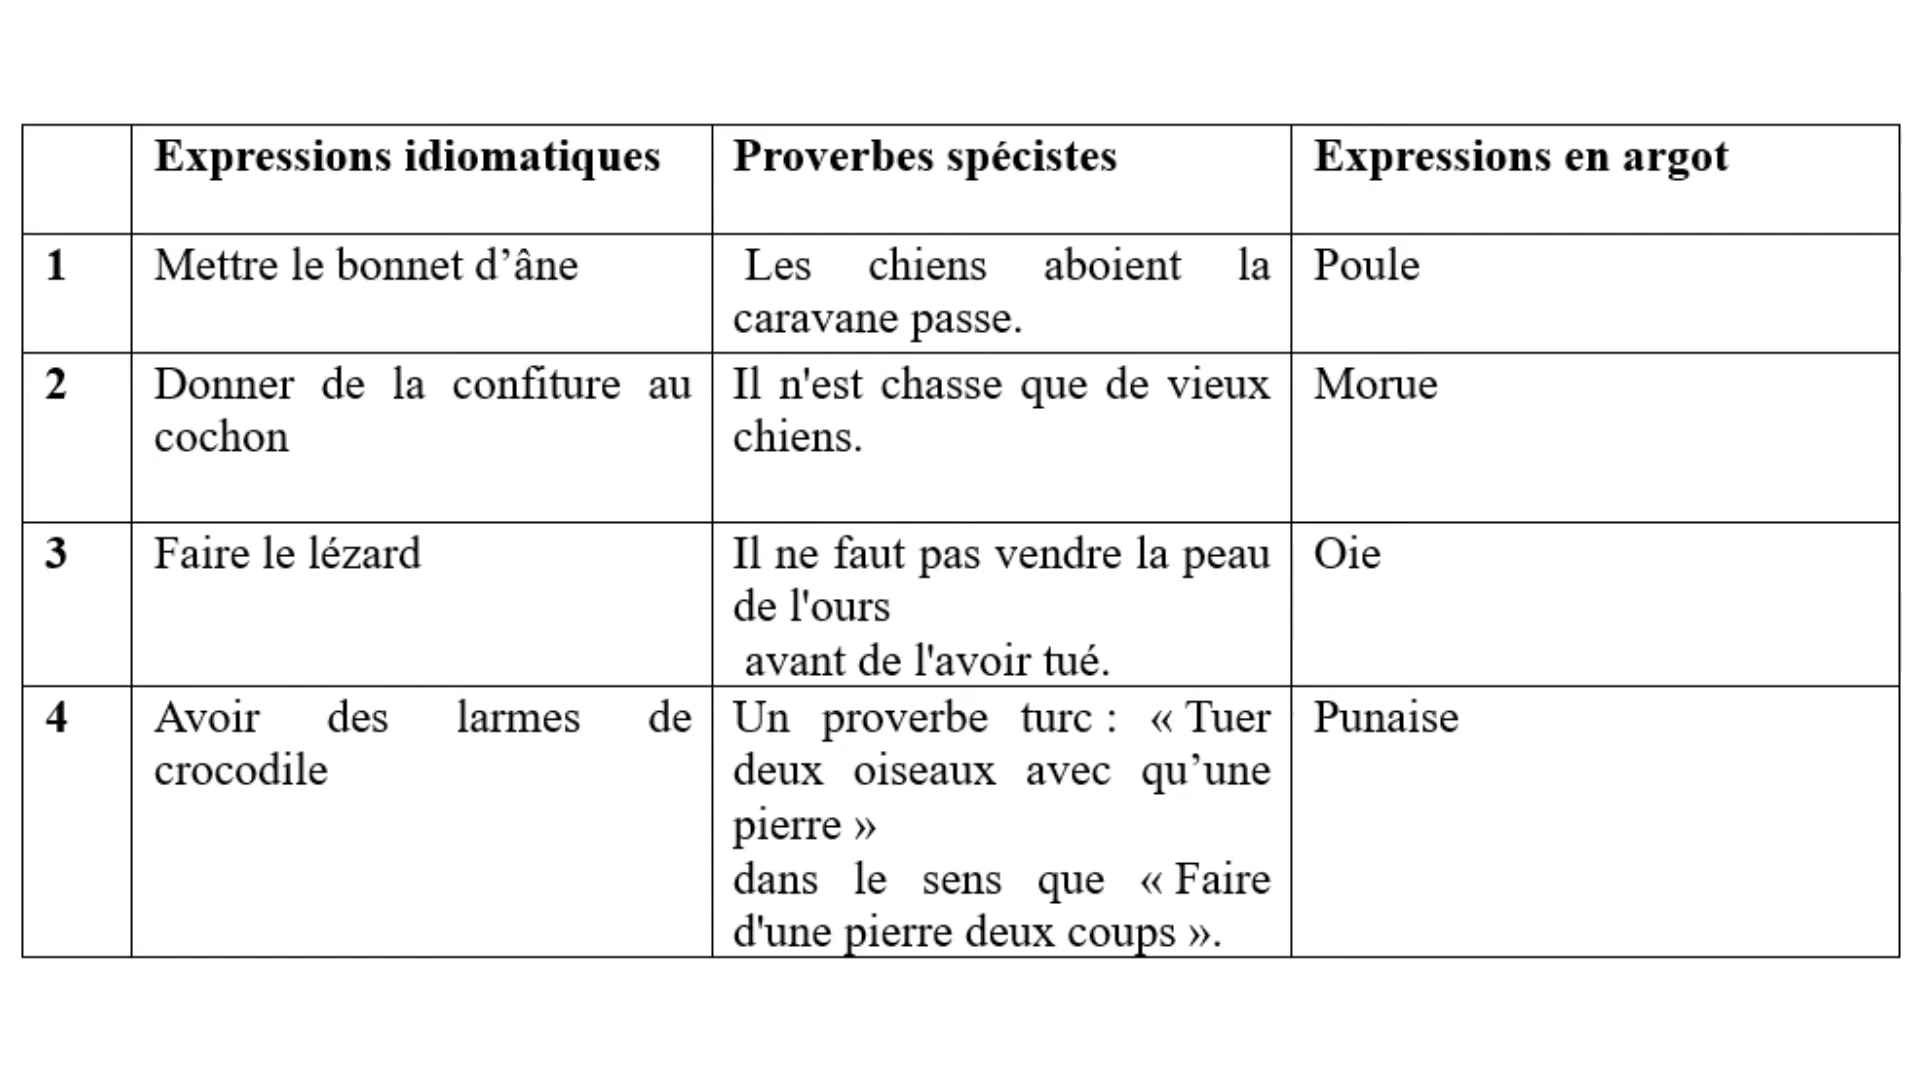 Expressions idiomatiques
Proverbes spécistes
Expressions en argot
1
Mettre le bonnet d’âne
Les chiens aboient la
caravane passe.
Poule
2
Donner de la confiture au
cochon
Il n'est chasse que de vieux
chiens.
Morue
3
Faire le lézard
Il ne faut pas vendre la peau
de l'ours
avant de l'avoir tué.
Oie
4
Avoir des larmes de
crocodile
Un proverbe turc : « Tuer
deux oiseaux avec qu’une
pierre »
dans le sens que « Faire
d'une pierre deux coups ».
Punaise